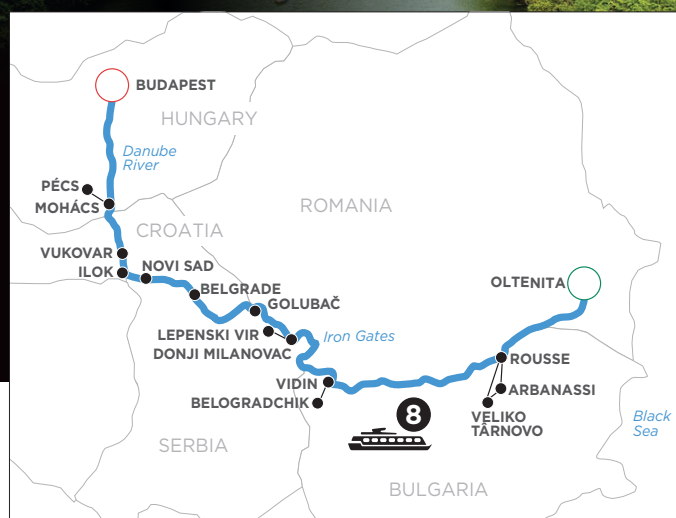 BUDAPEST
HUNGARY
Danube
River
PÉCS
MOHÁCS
ROMANIA
CROATIA
VUKOVAR
ILOK
NOVI SAD
BELGRADE
GOLUBAČ
OLTENITA
LEPENSKI VIR
DONJI MILANOVAC
Iron Gates
ROUSSE
VIDIN
BELOGRADCHIK
ARBANASSI
8
VELIKO
TÂRNOVO
Black
Sea
SERBIA
BULGARIA